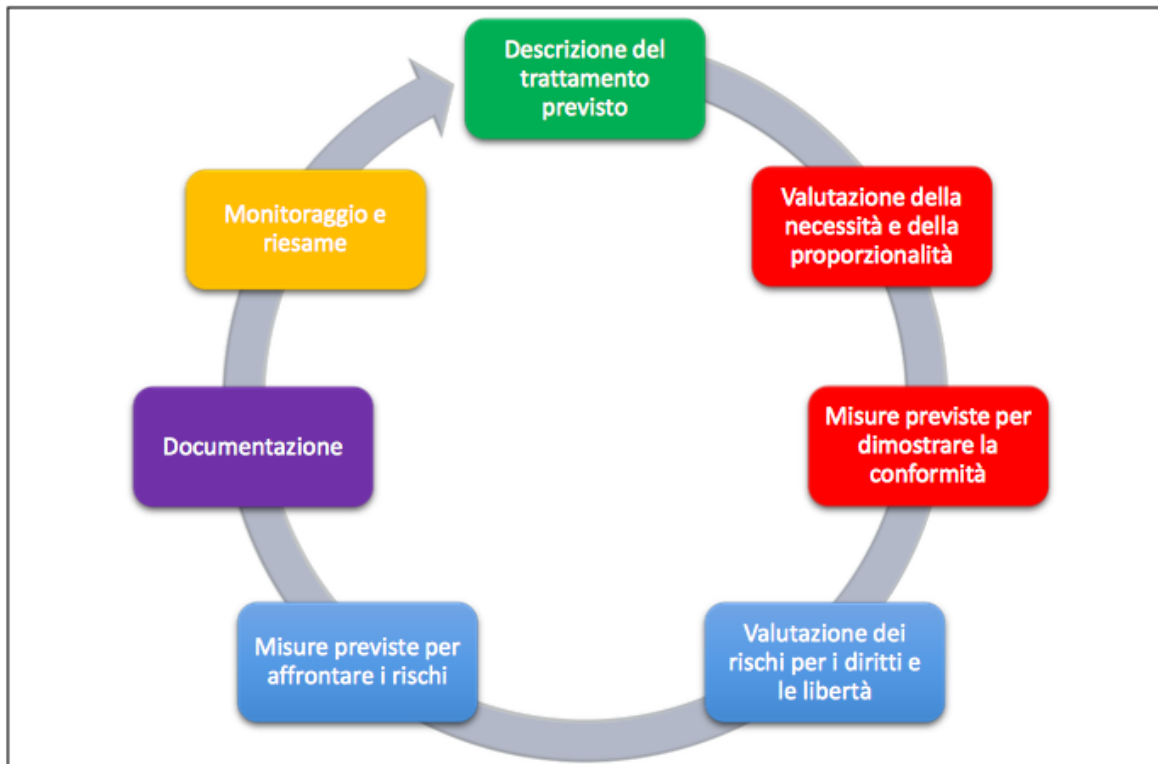 Descrizione del
trattamento
previsto
Valutazione della
necessità e della
proporzionalità
Misure previste per
dimostrare la
conformità
Valutazione dei
rischi per i diritti e
le libertà
Misure previste per
affrontare i rischi
Documentazione
Monitoraggio e
riesame